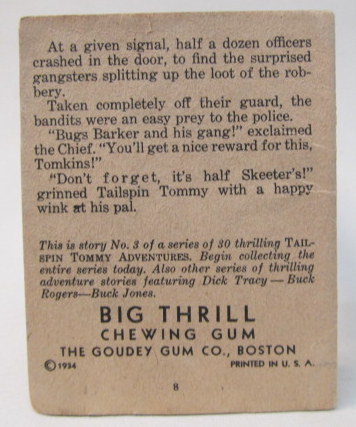 At a given signal, half a dozen officers
crashed in the door, to find the surprised
gangsters splitting up the loot of the rob-
bery.
Taken completely off their guard, the
bandits were an easy prey to the police.
"Bugs Barker and his gang!" exclaimed
the Chief. "You'll get a nice reward for this,
Tomkins!"
"Don't forget, it's half Skeeter's!"
grinned Tailspin Tommy with a happy
wink at his pal.
This is story No. 3 of a series of 30 thrilling TAIL-
SPIN TOMMY ADVENTURES. Begin collecting the
entire series today. Also other series of thrilling
adventure stories featuring Dick Tracy — Buck
Rogers—Buck Jones.
BIG THRILL
CHEWING GUM
THE GOUDEY GUM CO., BOSTON
©1934 PRINTED IN U. S. A.
8